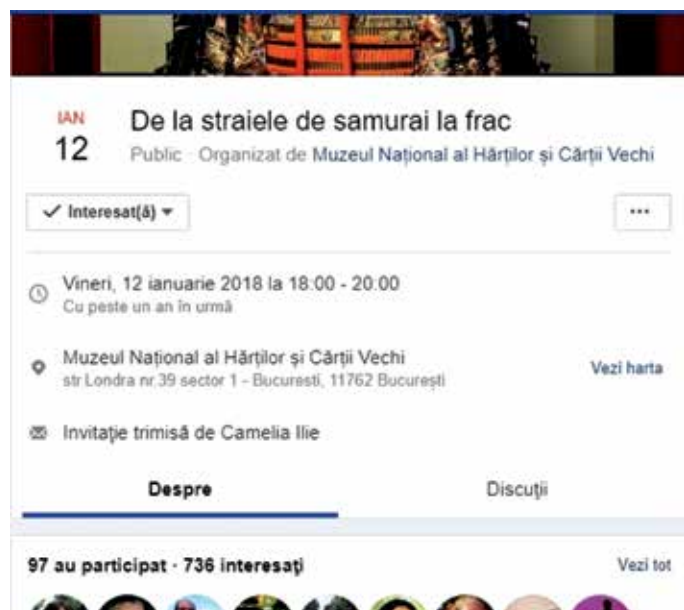 IAN
12
De la straiele de samurai la frac
Public · Organizat de Muzeul Național al Hărților și Cărții Vechi
Interesat(ă)
Vineri, 12 ianuarie 2018 la 18:00 - 20:00
Cu peste un an în urmă
Muzeul Național al Hărților și Cărții Vechi
str Londra nr.39 sector 1 - Bucuresti, 11762 București
Vezi harta
Invitație trimisă de Camelia Ilie
Despre
Discuții
97 au participat · 736 interesați
Vezi tot